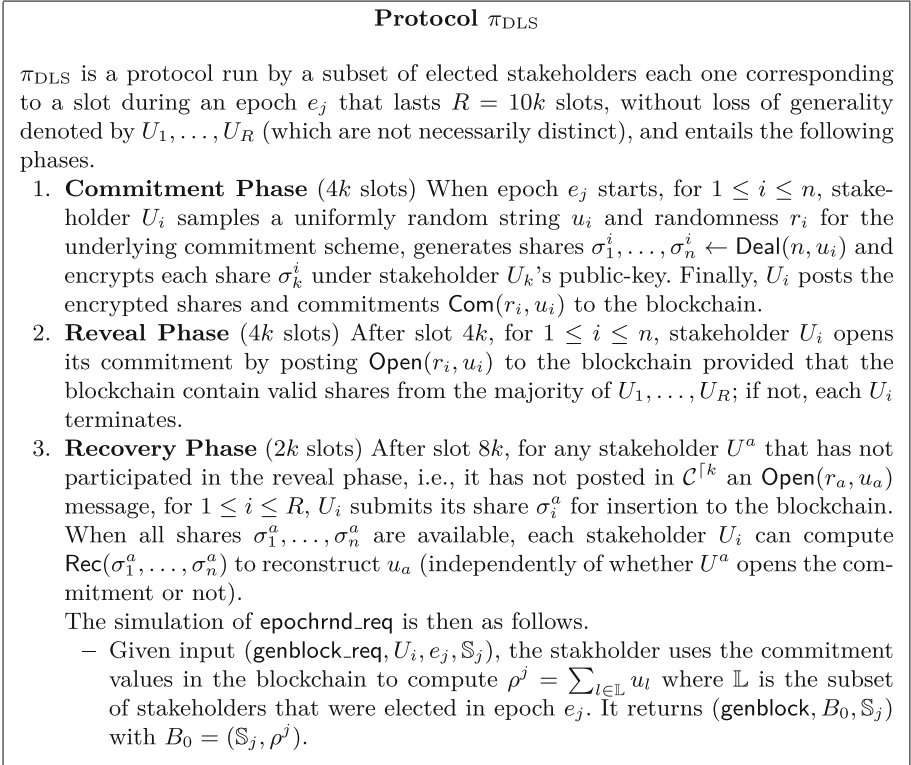 Protocol π_DLS
π_DLS is a protocol run by a subset of elected stakeholders each one corresponding
to a slot during an epoch e_j that lasts R = 10k slots, without loss of generality
denoted by U_1, . . . , U_R (which are not necessarily distinct), and entails the following
phases.
1. Commitment Phase (4k slots) When epoch e_j starts, for 1 ≤ i ≤ n, stake-
holder U_i samples a uniformly random string u_i and randomness r_i for the
underlying commitment scheme, generates shares σ^i_1, . . . , σ^i_n ← Deal(n, u_i) and
encrypts each share σ^i_k under stakeholder U_k's public-key. Finally, U_i posts the
encrypted shares and commitments Com(r_i, u_i) to the blockchain.
2. Reveal Phase (4k slots) After slot 4k, for 1 ≤ i ≤ n, stakeholder U_i opens
its commitment by posting Open(r_i, u_i) to the blockchain provided that the
blockchain contain valid shares from the majority of U_1, . . . , U_R; if not, each U_i
terminates.
3. Recovery Phase (2k slots) After slot 8k, for any stakeholder U^a that has not
participated in the reveal phase, i.e., it has not posted in C^⌈k an Open(r_a, u_a)
message, for 1 ≤ i ≤ R, U_i submits its share σ^a_i for insertion to the blockchain.
When all shares σ^a_1, . . . , σ^a_n are available, each stakeholder U_i can compute
Rec(σ^a_1, . . . , σ^a_n) to reconstruct u_a (independently of whether U^a opens the com-
mitment or not).
The simulation of epochrnd_req is then as follows.
– Given input (genblock_req, U_i, e_j, 𝕊_j), the stakholder uses the commitment
values in the blockchain to compute ρ^j = ∑_{l∈𝕃} u_l where 𝕃 is the subset
of stakeholders that were elected in epoch e_j. It returns (genblock, B_0, 𝕊_j)
with B_0 = (𝕊_j, ρ^j).